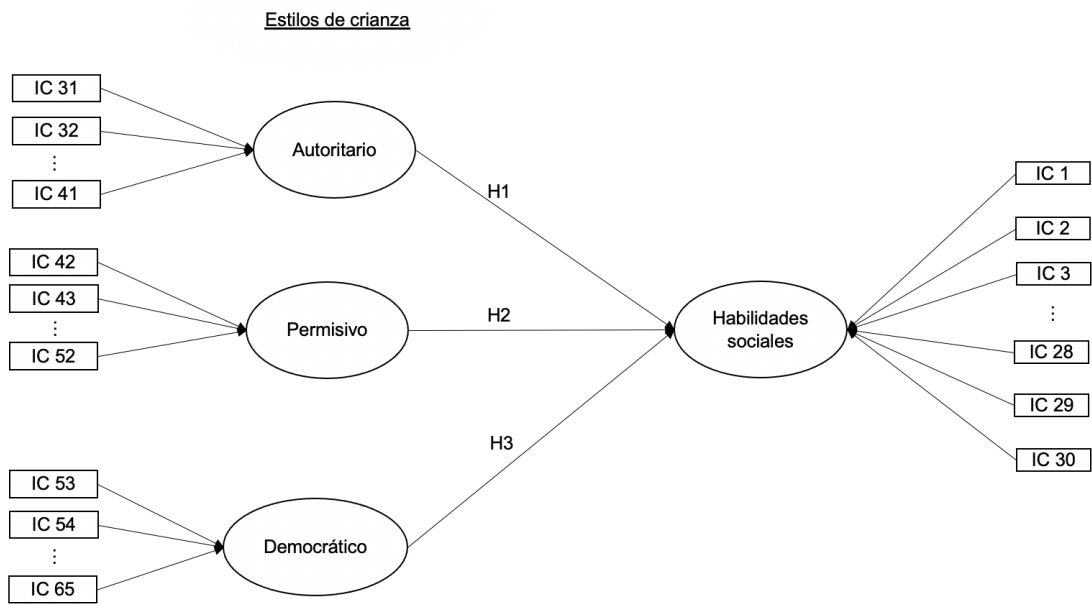 Estilos de crianza
IC 31
IC 32
⋮
IC 41
Autoritario
H1
IC 42
IC 43
⋮
IC 52
Permisivo
H2
IC 53
IC 54
⋮
IC 65
Democrático
H3
Habilidades
sociales
IC 1
IC 2
IC 3
⋮
IC 28
IC 29
IC 30